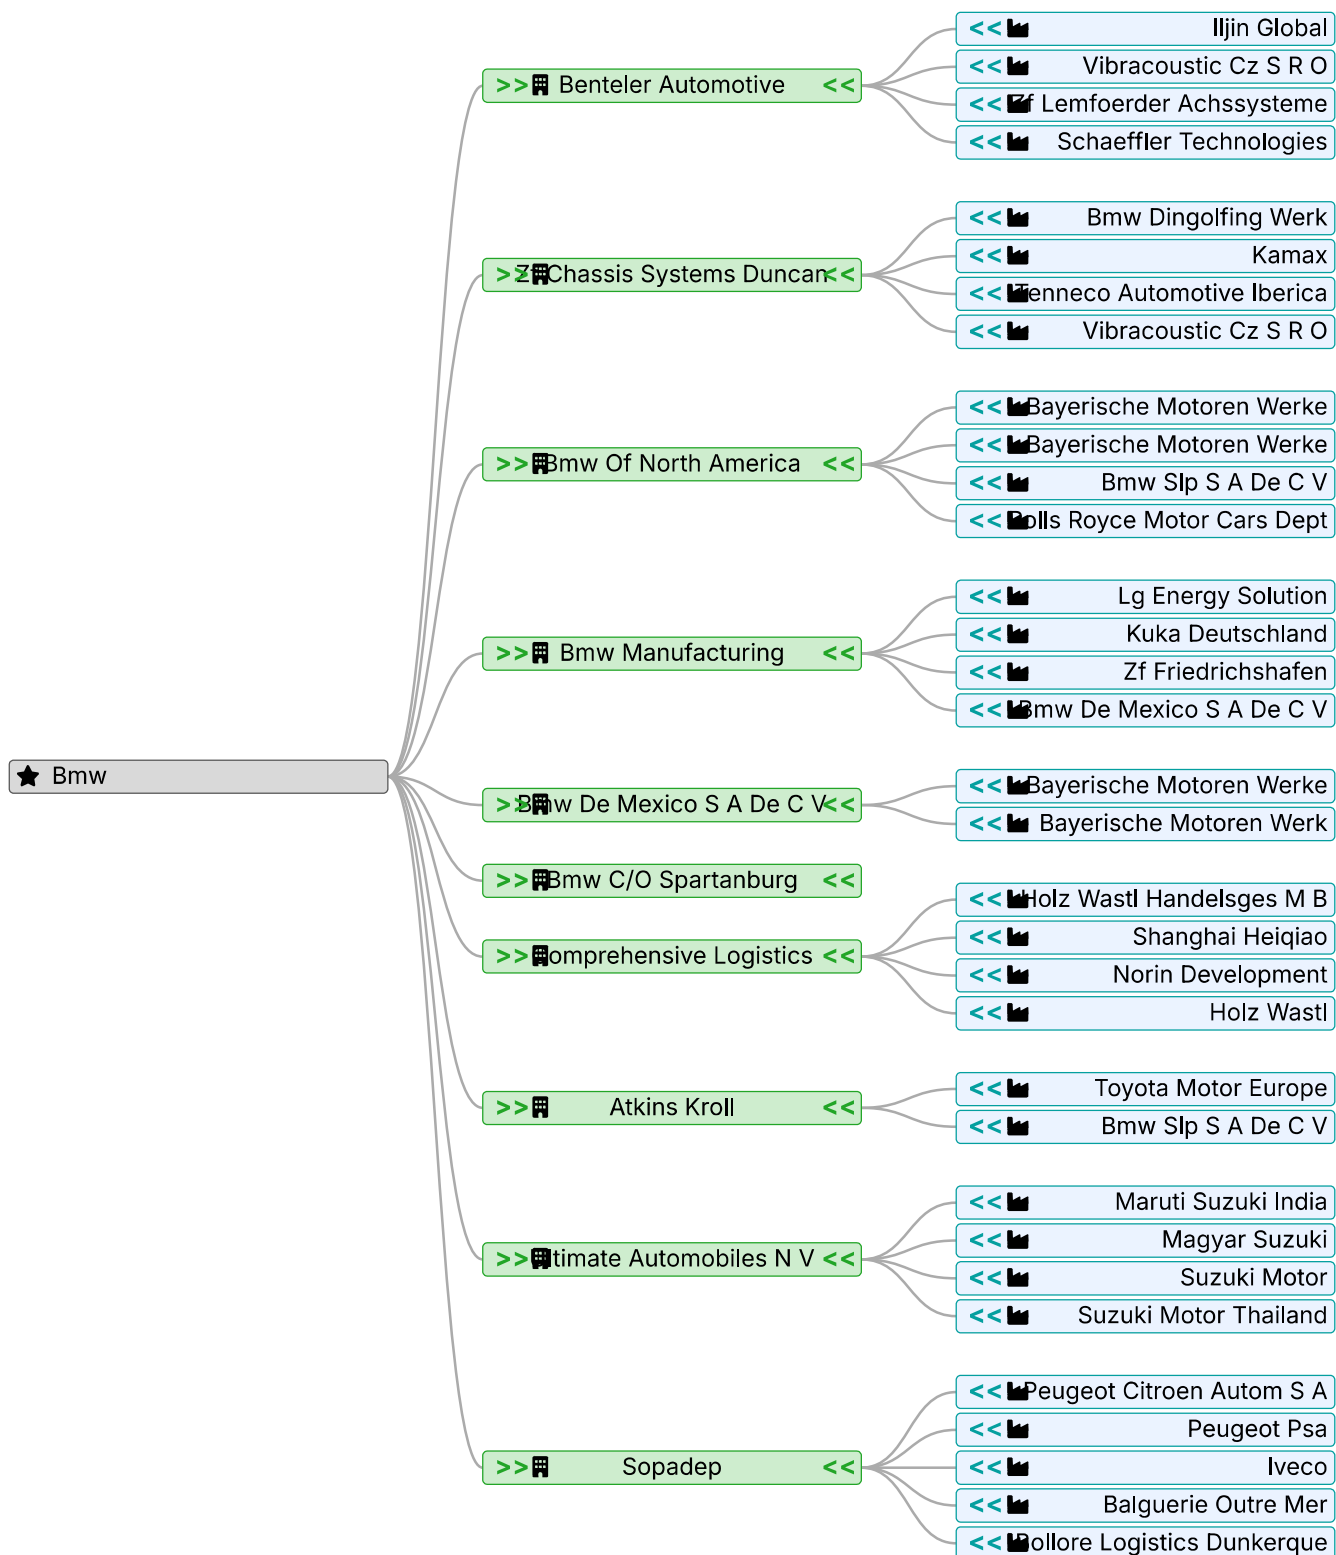 Bmw
>> Benteler Automotive <<
<< Iljin Global
<< Vibracoustic Cz S R O
<< Zf Lemfoerder Achssysteme
<< Schaeffler Technologies
>> Zf Chassis Systems Duncan <<
<< Bmw Dingolfing Werk
<< Kamax
<< Tenneco Automotive Iberica
<< Vibracoustic Cz S R O
>> Bmw Of North America <<
<< Bayerische Motoren Werke
<< Bayerische Motoren Werke
<< Bmw Slp S A De C V
<< Rolls Royce Motor Cars Dept
>> Bmw Manufacturing <<
<< Lg Energy Solution
<< Kuka Deutschland
<< Zf Friedrichshafen
<< Bmw De Mexico S A De C V
>> Bmw De Mexico S A De C V <<
<< Bayerische Motoren Werke
<< Bayerische Motoren Werk
>> Bmw C/O Spartanburg <<
>> Comprehensive Logistics <<
<< Holz Wastl Handelsges M B
<< Shanghai Heiqiao
<< Norin Development
<< Holz Wastl
>> Atkins Kroll <<
<< Toyota Motor Europe
<< Bmw Slp S A De C V
>> Ultimate Automobiles N V <<
<< Maruti Suzuki India
<< Magyar Suzuki
<< Suzuki Motor
<< Suzuki Motor Thailand
>> Sopadep <<
<< Peugeot Citroen Autom S A
<< Peugeot Psa
<< Iveco
<< Balguerie Outre Mer
<< Bollore Logistics Dunkerque